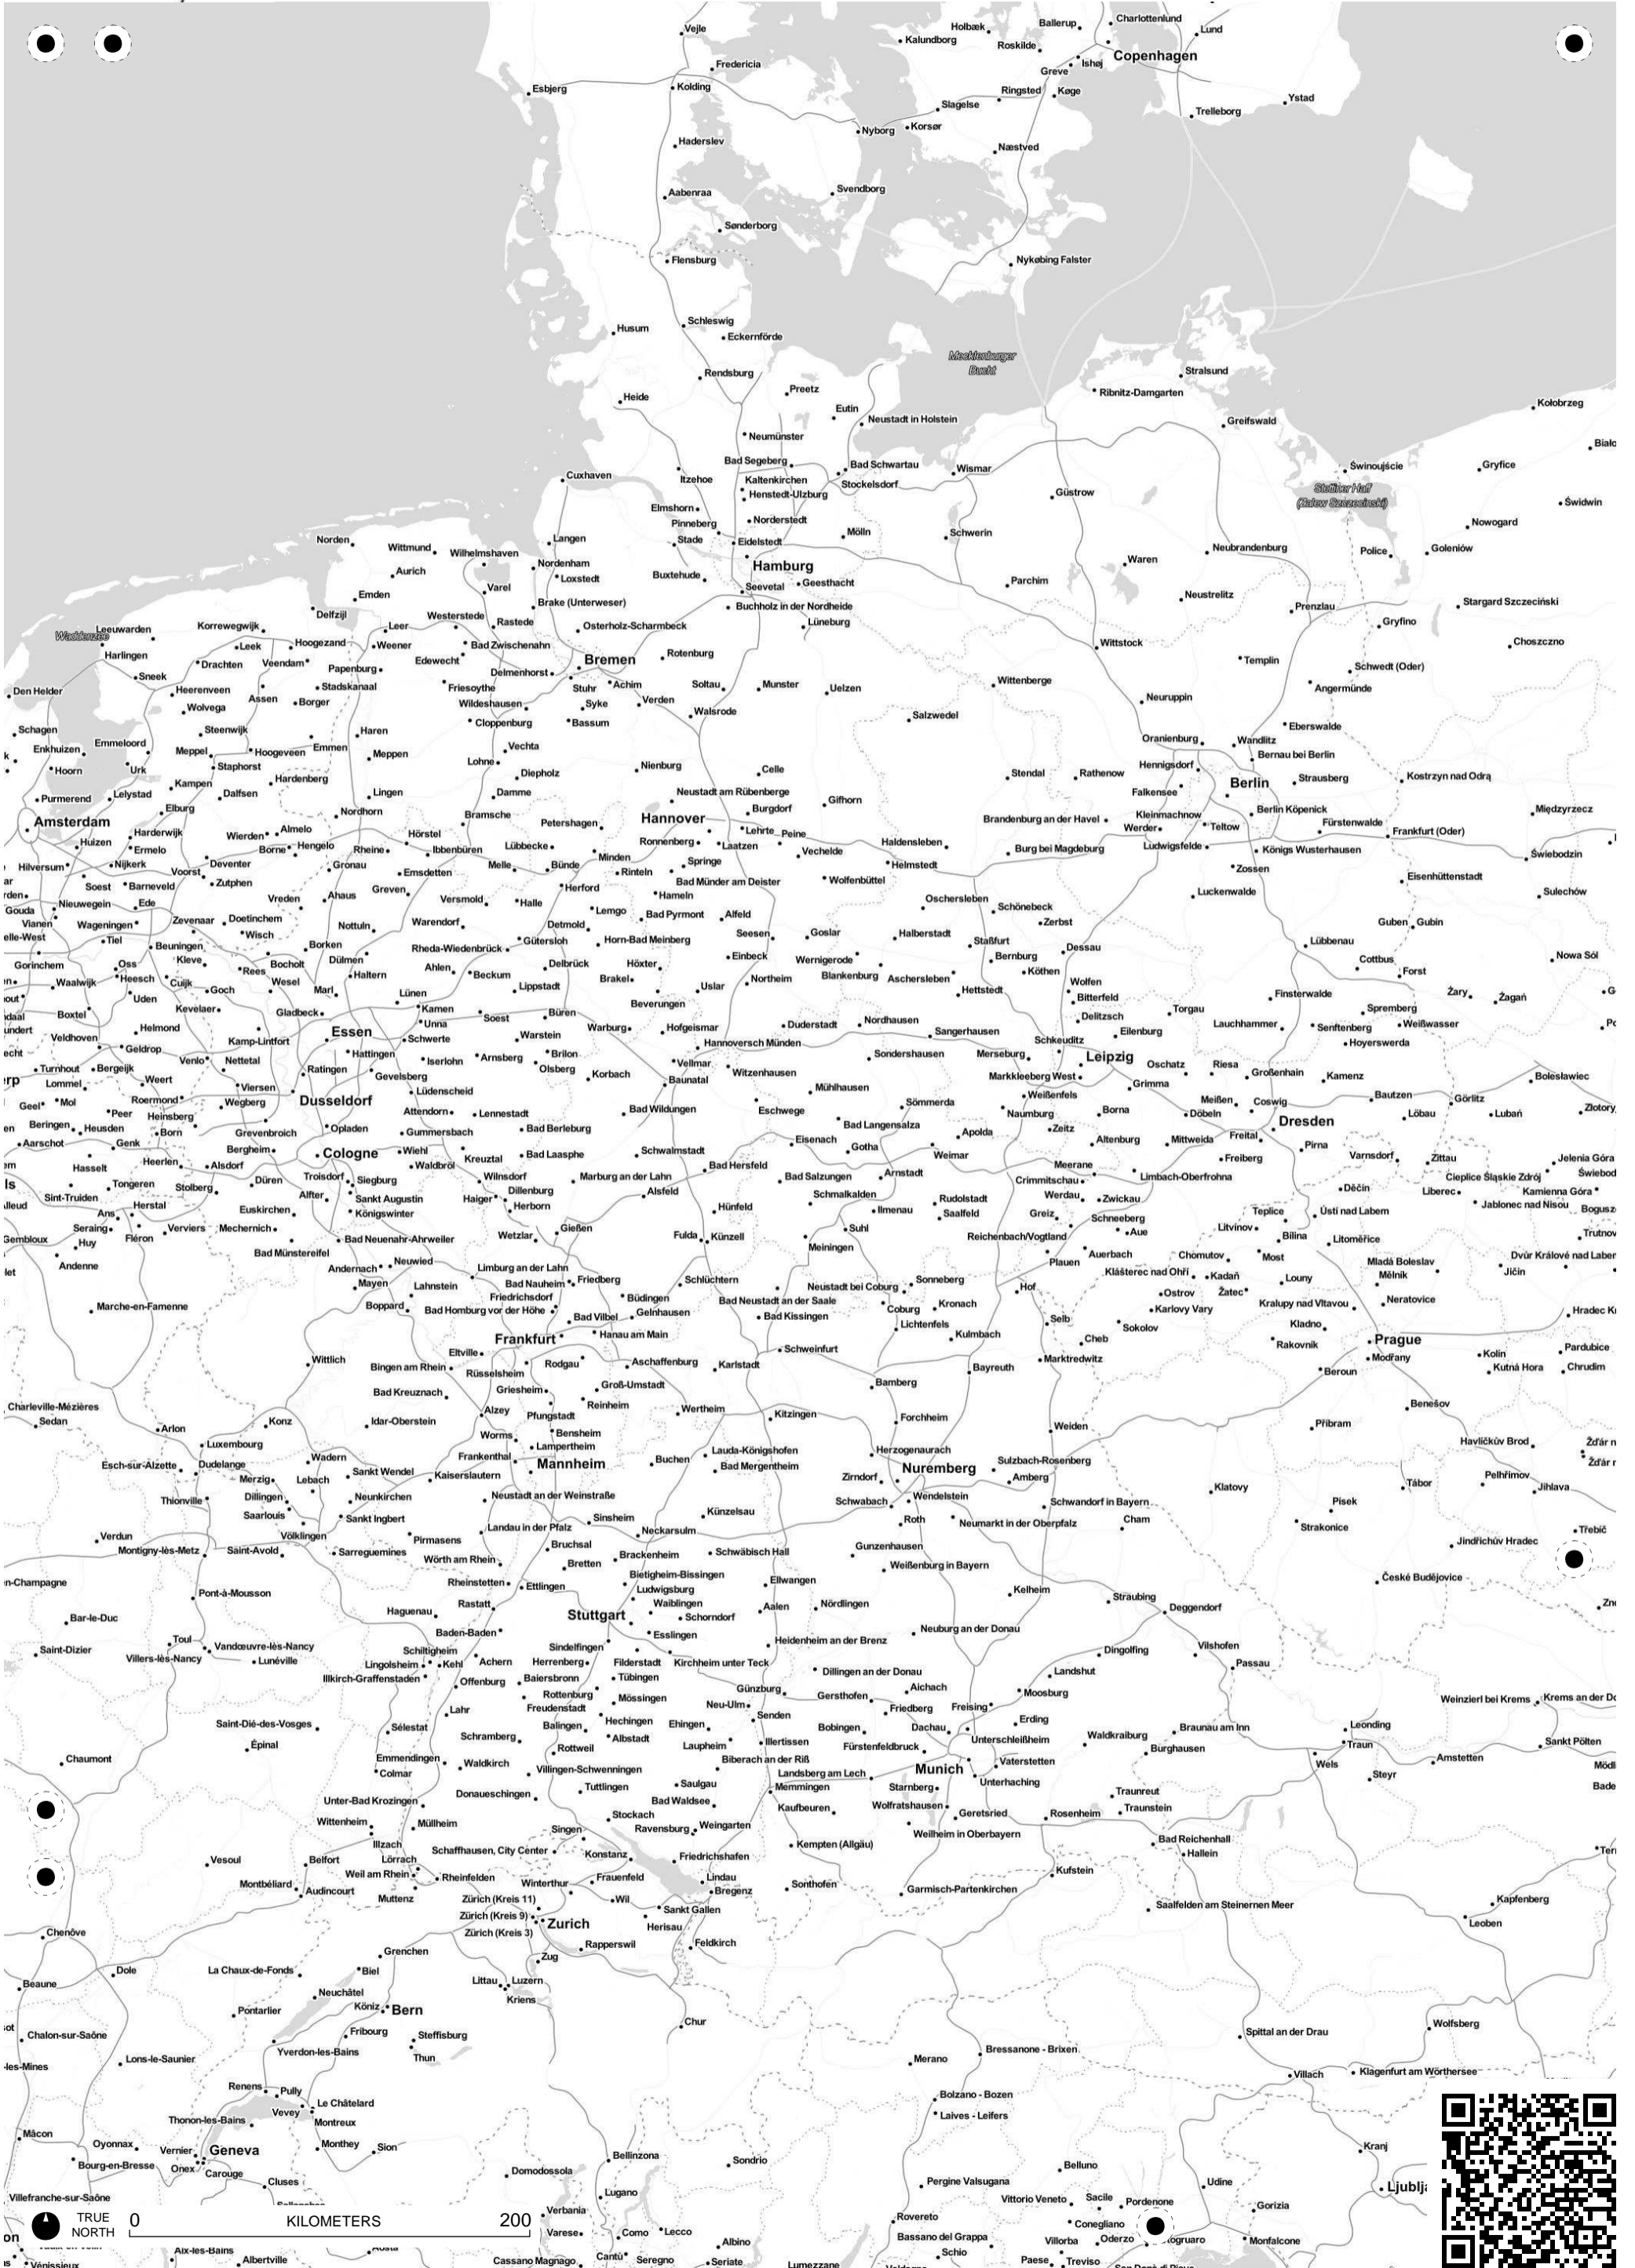 Vejle
Holbæk
Ballerup
Charlottenlund
Lund
Kalundborg
Roskilde
Copenhagen
Fredericia
Ishøj
Greve
Esbjerg
Kolding
Ringsted
Køge
Ystad
Slagelse
Trelleborg
Nyborg
Korsør
Haderslev
Næstved
Aabenraa
Svendborg
Sønderborg
Flensburg
Nykøbing Falster
Husum
Schleswig
Eckernförde
Mecklenburger
Bucht
Rendsburg
Stralsund
Heide
Preetz
Ribnitz-Damgarten
Kołobrzeg
Eutin
Neustadt in Holstein
Greifswald
Neumünster
Bad Segeberg
Bad Schwartau
Wismar
Świnoujście
Gryfice
Cuxhaven
Itzehoe
Kaltenkirchen
Stockelsdorf
Henstedt-Ulzburg
Güstrow
Stettiner Haff
(Zalew Szczecinski)
Świdwin
Elmshorn
Pinneberg
Norderstedt
Nowogard
Norden
Wittmund
Wilhelmshaven
Langen
Stade
Eidelstedt
Mölln
Schwerin
Neubrandenburg
Police
Goleniów
Aurich
Nordenham
Hamburg
Waren
Loxstedt
Buxtehude
Seevetal
Geesthacht
Parchim
Emden
Varel
Brake (Unterweser)
Buchholz in der Nordheide
Neustrelitz
Prenzlau
Stargard Szczeciński
Delfzijl
Westerstede
Rastede
Osterholz-Scharmbeck
Lüneburg
Gryfino
Waddenzee
Leeuwarden
Korrewegwijk
Leer
Harlingen
Leek
Hoogezand
Weener
Bad Zwischenahn
Bremen
Rotenburg
Wittstock
Templin
Choszczno
Drachten
Veendam
Papenburg
Edewecht
Delmenhorst
Schwedt (Oder)
Sneek
Den Helder
Heerenveen
Assen
Stadskanaal
Friesoythe
Stuhr
Achim
Soltau
Munster
Uelzen
Wittenberge
Angermünde
Wolvega
Borger
Wildeshausen
Syke
Verden
Walsrode
Salzwedel
Neuruppin
Schagen
Steenwijk
Haren
Cloppenburg
Bassum
Eberswalde
Enkhuizen
Emmeloord
Meppel
Hoogeveen
Emmen
Meppen
Vechta
Oranienburg
Wandlitz
Bernau bei Berlin
Hoorn
Urk
Staphorst
Hardenberg
Lohne
Diepholz
Nienburg
Celle
Stendal
Rathenow
Hennigsdorf
Berlin
Strausberg
Kostrzyn nad Odrą
Purmerend
Lelystad
Kampen
Dalfsen
Lingen
Damme
Neustadt am Rübenberge
Gifhorn
Falkensee
Amsterdam
Elburg
Nordhorn
Bramsche
Petershagen
Hannover
Burgdorf
Brandenburg an der Havel
Kleinmachnow
Berlin Köpenick
Międzyrzecz
Huizen
Harderwijk
Wierden
Almelo
Hörstel
Lehrte
Peine
Werder
Teltow
Fürstenwalde
Frankfurt (Oder)
Ermelo
Borne
Hengelo
Rheine
Ibbenbüren
Lübbecke
Minden
Ronnenberg
Laatzen
Vechelde
Haldensleben
Burg bei Magdeburg
Ludwigsfelde
Königs Wusterhausen
Świebodzin
Hilversum
Nijkerk
Voorst
Deventer
Gronau
Emsdetten
Melle
Bünde
Rinteln
Springe
Helmstedt
Zossen
Soest
Barneveld
Zutphen
Greven
Herford
Bad Münder am Deister
Wolfenbüttel
Eisenhüttenstadt
Gouda
Nieuwegein
Ede
Vreden
Ahaus
Versmold
Halle
Hameln
Oschersleben
Schönebeck
Luckenwalde
Sulechów
Vianen
Wageningen
Zevenaar
Doetinchem
Nottuln
Warendorf
Detmold
Lemgo
Bad Pyrmont
Alfeld
Zerbst
Guben
Gubin
elle-West
Tiel
Beuningen
Wisch
Borken
Rheda-Wiedenbrück
Gütersloh
Horn-Bad Meinberg
Seesen
Goslar
Halberstadt
Staßfurt
Dessau
Lübbenau
Gorinchem
Oss
Kleve
Rees
Bocholt
Dülmen
Ahlen
Beckum
Delbrück
Höxter
Einbeck
Wernigerode
Bernburg
Köthen
Cottbus
Forst
Nowa Sól
Waalwijk
Heesch
Cuijk
Goch
Wesel
Haltern
Lippstadt
Brakel
Uslar
Northeim
Blankenburg
Aschersleben
Wolfen
Uden
Marl
Lünen
Hettstedt
Bitterfeld
Finsterwalde
Żary
Żagań
Boxtel
Kevelaer
Gladbeck
Kamen
Soest
Büren
Beverungen
Delitzsch
Torgau
Spremberg
Veldhoven
Helmond
Kamp-Lintfort
Essen
Unna
Warstein
Warburg
Hofgeismar
Duderstadt
Nordhausen
Sangerhausen
Eilenburg
Lauchhammer
Senftenberg
Weißwasser
Geldrop
Venlo
Nettetal
Hattingen
Schwerte
Iserlohn
Arnsberg
Brilon
Olsberg
Hannoversch Münden
Sondershausen
Merseburg
Schkeuditz
Leipzig
Hoyerswerda
Turnhout
Bergeijk
Weert
Ratingen
Gevelsberg
Korbach
Vellmar
Witzenhausen
Markkleeberg West
Oschatz
Riesa
Großenhain
Kamenz
Bolesławiec
Lommel
Viersen
Dusseldorf
Lüdenscheid
Baunatal
Mühlhausen
Weißenfels
Grimma
Geel
Mol
Roermond
Wegberg
Attendorn
Lennestadt
Bad Wildungen
Eschwege
Sömmerda
Naumburg
Borna
Meißen
Coswig
Bautzen
Görlitz
Peer
Heinsberg
Döbeln
Löbau
Lubań
Beringen
Heusden
Born
Grevenbroich
Opladen
Gummersbach
Bad Berleburg
Bad Langensalza
Apolda
Zeitz
Dresden
Aarschot
Genk
Bergheim
Cologne
Wiehl
Kreuztal
Bad Laasphe
Schwalmstadt
Eisenach
Gotha
Weimar
Altenburg
Mittweida
Freital
Pirna
Hasselt
Heerlen
Alsdorf
Waldbröl
Bad Hersfeld
Meerane
Freiberg
Varnsdorf
Zittau
Jelenia Góra
Tongeren
Stolberg
Düren
Troisdorf
Siegburg
Wilnsdorf
Marburg an der Lahn
Bad Salzungen
Arnstadt
Crimmitschau
Limbach-Oberfrohna
Cieplice Śląskie Zdrój
Sint-Truiden
Alfter
Sankt Augustin
Haiger
Dillenburg
Alsfeld
Schmalkalden
Rudolstadt
Werdau
Zwickau
Děčín
Liberec
Kamienna Góra
Ans
Herstal
Euskirchen
Königswinter
Herborn
Hünfeld
Ilmenau
Saalfeld
Greiz
Schneeberg
Teplice
Ústí nad Labem
Jablonec nad Nisou
Seraing
Verviers
Mechernich
Gießen
Suhl
Aue
Litvínov
Gembloux
Huy
Fléron
Bad Neuenahr-Ahrweiler
Wetzlar
Fulda
Künzell
Meiningen
Reichenbach/Vogtland
Bílina
Litoměřice
Trutnov
Andenne
Bad Münstereifel
Plauen
Auerbach
Chomutov
Most
Mladá Boleslav
Andernach
Neuwied
Limburg an der Lahn
Klášterec nad Ohří
Kadaň
Louny
Mělník
Jičín
Mayen
Lahnstein
Bad Nauheim
Friedberg
Schlüchtern
Neustadt bei Coburg
Sonneberg
Hof
Ostrov
Žatec
Marche-en-Famenne
Boppard
Friedrichsdorf
Bad Homburg vor der Höhe
Büdingen
Gelnhausen
Bad Neustadt an der Saale
Coburg
Kronach
Karlovy Vary
Kralupy nad Vltavou
Neratovice
Bad Vilbel
Bad Kissingen
Lichtenfels
Selb
Sokolov
Kladno
Frankfurt
Hanau am Main
Kulmbach
Cheb
Rakovník
Prague
Pardubice
Wittlich
Eltville
Schweinfurt
Marktredwitz
Modřany
Kolín
Bingen am Rhein
Rüsselsheim
Rodgau
Aschaffenburg
Karlstadt
Bayreuth
Beroun
Kutná Hora
Chrudim
Bad Kreuznach
Griesheim
Groß-Umstadt
Bamberg
Charleville-Mézières
Reinheim
Benešov
Sedan
Arlon
Konz
Idar-Oberstein
Alzey
Pfungstadt
Wertheim
Kitzingen
Forchheim
Weiden
Příbram
Luxembourg
Worms
Bensheim
Lampertheim
Lauda-Königshofen
Herzogenaurach
Havlíčkův Brod
Esch-sur-Alzette
Dudelange
Wadern
Frankenthal
Mannheim
Buchen
Bad Mergentheim
Nuremberg
Sulzbach-Rosenberg
Merzig
Lebach
Sankt Wendel
Kaiserslautern
Zirndorf
Amberg
Klatovy
Tábor
Pelhřimov
Jihlava
Thionville
Dillingen
Neunkirchen
Neustadt an der Weinstraße
Schwabach
Wendelstein
Schwandorf in Bayern
Písek
Saarlouis
Sankt Ingbert
Sinsheim
Künzelsau
Roth
Neumarkt in der Oberpfalz
Cham
Strakonice
Třebíč
Verdun
Völklingen
Pirmasens
Landau in der Pfalz
Neckarsulm
Montigny-lès-Metz
Saint-Avold
Sarreguemines
Wörth am Rhein
Bruchsal
Brackenheim
Schwäbisch Hall
Gunzenhausen
Jindřichův Hradec
Bretten
Weißenburg in Bayern
Rheinstetten
Ettlingen
Bietigheim-Bissingen
Ellwangen
České Budějovice
Pont-à-Mousson
Ludwigsburg
Kelheim
Straubing
Bar-le-Duc
Haguenau
Rastatt
Stuttgart
Waiblingen
Schorndorf
Aalen
Nördlingen
Deggendorf
Baden-Baden
Esslingen
Neuburg an der Donau
Toul
Vandœuvre-lès-Nancy
Saint-Dizier
Villers-lès-Nancy
Lunéville
Schiltigheim
Lingolsheim
Kehl
Achern
Sindelfingen
Herrenberg
Filderstadt
Kirchheim unter Teck
Heidenheim an der Brenz
Dingolfing
Vilshofen
Passau
Illkirch-Graffenstaden
Offenburg
Baiersbronn
Tübingen
Dillingen an der Donau
Landshut
Rottenburg
Mössingen
Günzburg
Gersthofen
Aichach
Moosburg
Weinzierl bei Krems
Lahr
Freudenstadt
Neu-Ulm
Friedberg
Freising
Saint-Dié-des-Vosges
Sélestat
Balingen
Hechingen
Ehingen
Senden
Bobingen
Dachau
Erding
Braunau am Inn
Leonding
Schramberg
Albstadt
Laupheim
Illertissen
Fürstenfeldbruck
Unterschleißheim
Waldkraiburg
Burghausen
Traun
Sankt Pölten
Épinal
Chaumont
Emmendingen
Waldkirch
Rottweil
Biberach an der Riß
Munich
Vaterstetten
Wels
Amstetten
Colmar
Villingen-Schwenningen
Landsberg am Lech
Unterhaching
Steyr
Donaueschingen
Tuttlingen
Saulgau
Memmingen
Starnberg
Traunreut
Unter-Bad Krozingen
Bad Waldsee
Kaufbeuren
Wolfratshausen
Geretsried
Rosenheim
Traunstein
Wittenheim
Müllheim
Stockach
Singen
Ravensburg
Weingarten
Weilheim in Oberbayern
Illzach
Schaffhausen, City Center
Konstanz
Kempten (Allgäu)
Bad Reichenhall
Hallein
Vesoul
Belfort
Lörrach
Friedrichshafen
Weil am Rhein
Rheinfelden
Frauenfeld
Lindau
Sonthofen
Kufstein
Montbéliard
Audincourt
Muttenz
Winterthur
Bregenz
Garmisch-Partenkirchen
Zürich (Kreis 11)
Wil
Saalfelden am Steinernen Meer
Kapfenberg
Zürich (Kreis 9)
Zurich
Sankt Gallen
Leoben
Chenôve
Zürich (Kreis 3)
Herisau
Grenchen
Rapperswil
Feldkirch
Zug
Dole
La Chaux-de-Fonds
Biel
Beaune
Littau
Luzern
Neuchâtel
Kriens
Pontarlier
Köniz
Bern
Chur
Chalon-sur-Saône
Fribourg
Steffisburg
Spittal an der Drau
Wolfsberg
les-Mines
Lons-le-Saunier
Yverdon-les-Bains
Thun
Merano
Bressanone - Brixen
Villach
Klagenfurt am Wörthersee
Renens
Pully
Bolzano - Bozen
Vevey
Le Châtelard
Laives - Leifers
Thonon-les-Bains
Montreux
Mâcon
Oyonnax
Vernier
Geneva
Monthey
Sion
Bellinzona
Kranj
Bourg-en-Bresse
Onex
Carouge
Cluses
Domodossola
Sondrio
Belluno
Pergine Valsugana
Udine
Ljublj
Villefranche-sur-Saône
Lugano
Vittorio Veneto
Sacile
Pordenone
Gorizia
TRUE
NORTH
0
KILOMETERS
200
Verbania
Rovereto
Conegliano
Varese
Como
Lecco
Albino
Bassano del Grappa
Villorba
Oderzo
ogruaro
Monfalcone
Aix-les-Bains
Albertville
Cassano Magnago
Cantù
Seregno
Seriate
Lumezzane
Schio
Paese
Treviso
Vénissieux